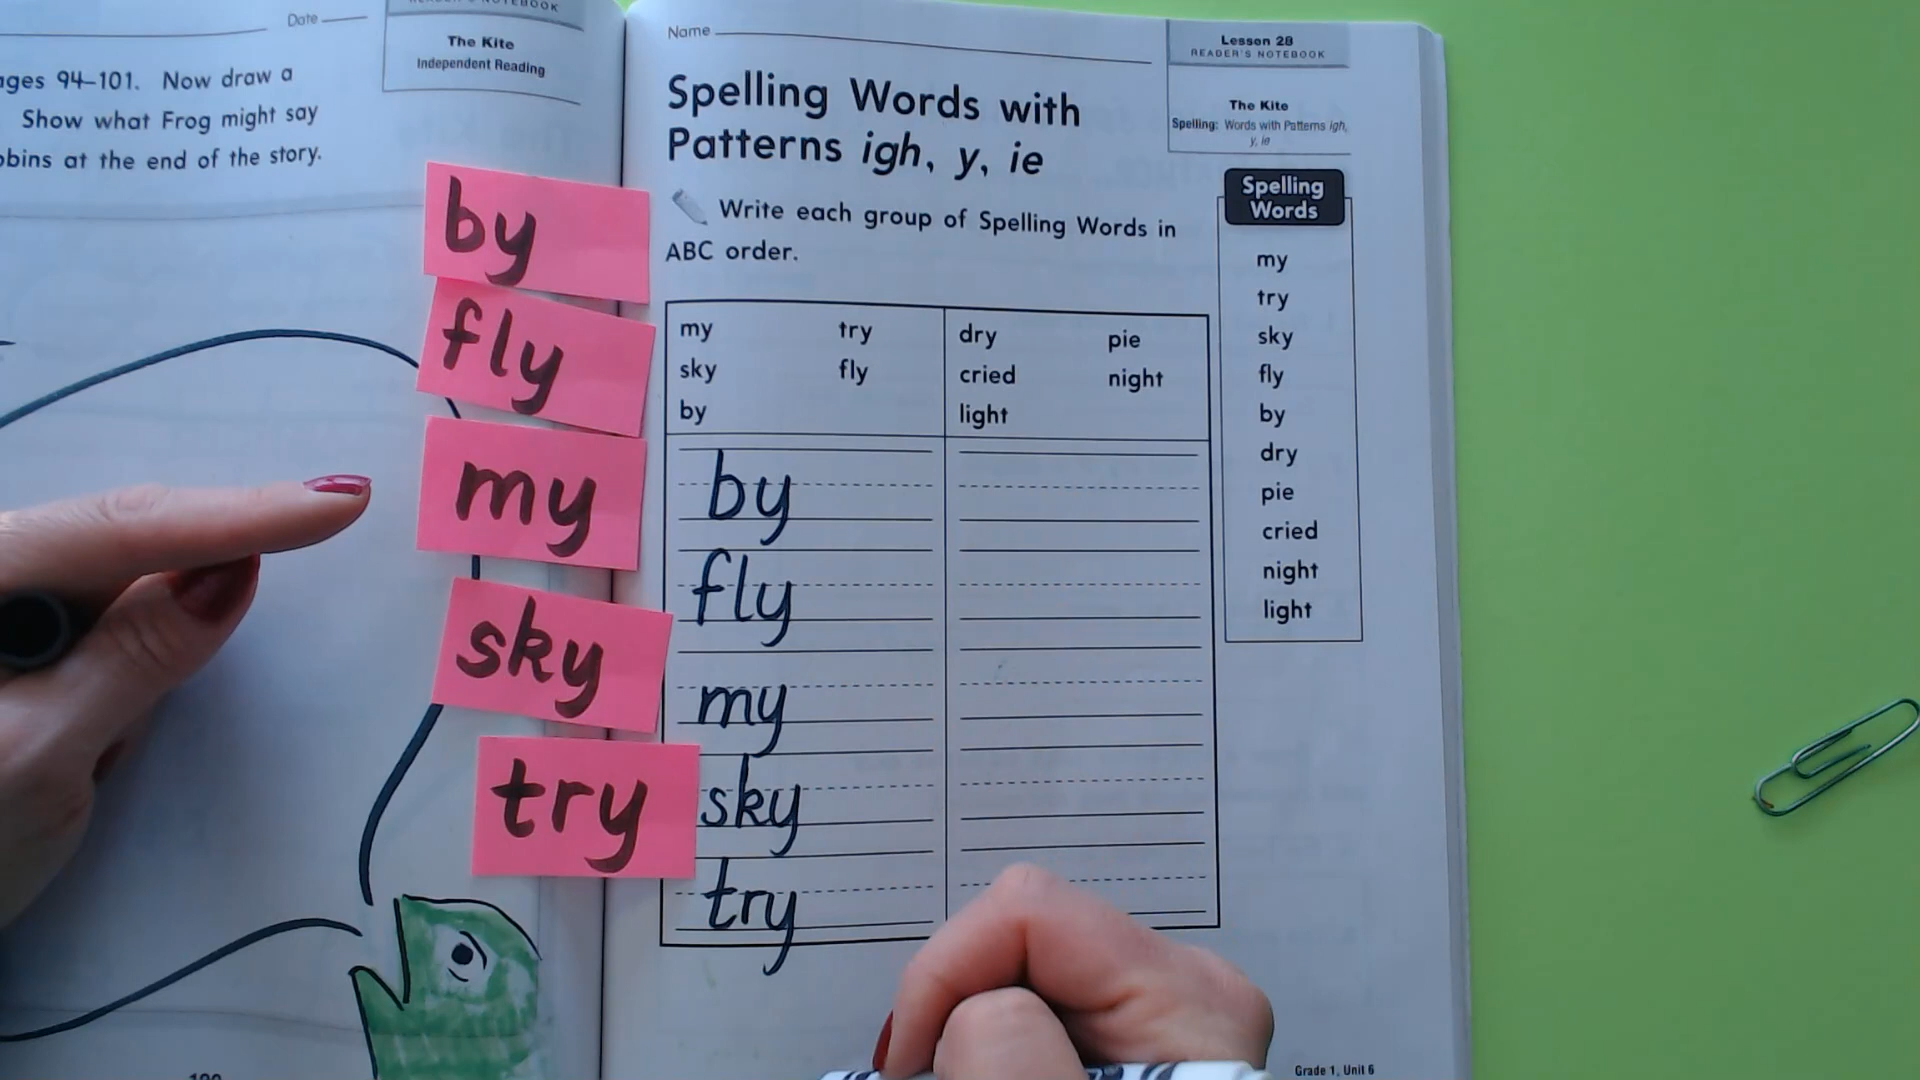 Date
READER'S NOTEBOOK
The Kite
Independent Reading
ages 94–101. Now draw a
Show what Frog might say
obins at the end of the story.
by
fly
my
sky
try
Name
Lesson 28
READER'S NOTEBOOK
The Kite
Spelling: Words with Patterns igh,
y, ie
Spelling Words with
Patterns igh, y, ie
Write each group of Spelling Words in
ABC order.
my try
sky fly
by
dry pie
cried night
light
by
fly
my
sky
try
Spelling
Words
my
try
sky
fly
by
dry
pie
cried
night
light
Grade 1, Unit 6